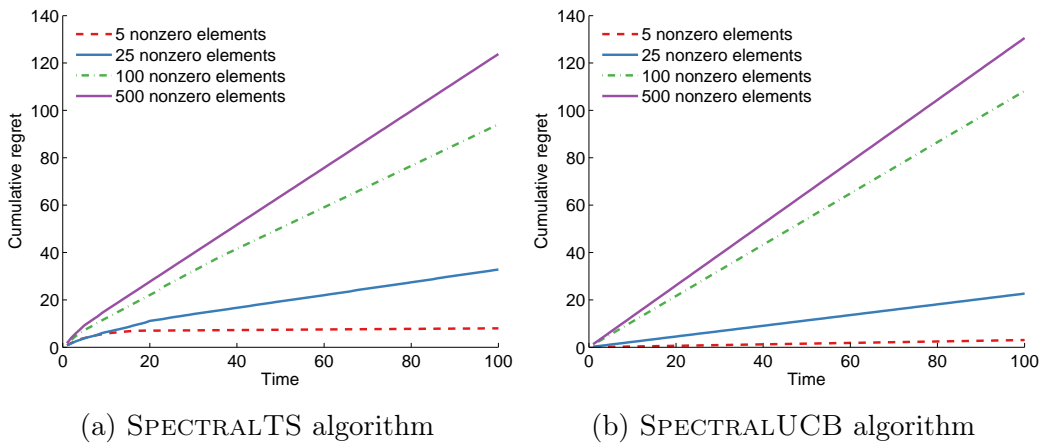 140
120
100
80
60
40
20
0
Cumulative regret
5 nonzero elements
25 nonzero elements
100 nonzero elements
500 nonzero elements
0 20 40 60 80 100
Time
(a) SPECTRALTS algorithm
140
120
100
80
60
40
20
0
Cumulative regret
5 nonzero elements
25 nonzero elements
100 nonzero elements
500 nonzero elements
0 20 40 60 80 100
Time
(b) SPECTRALUCB algorithm